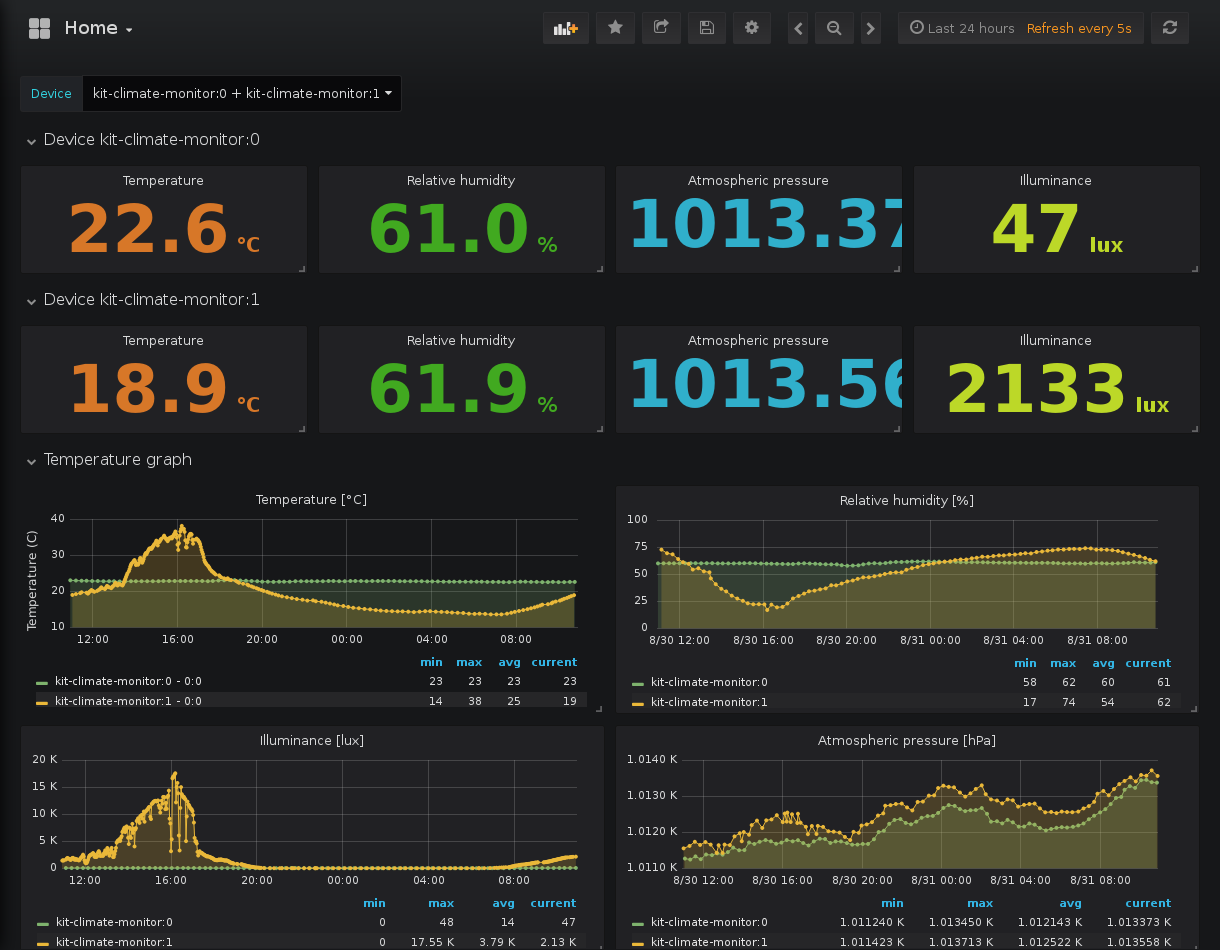 Home
Last 24 hours Refresh every 5s
Device kit-climate-monitor:0 + kit-climate-monitor:1
Device kit-climate-monitor:0
Temperature Relative humidity Atmospheric pressure Illuminance
22.6 °C 61.0 % 1013.37 47 lux
Device kit-climate-monitor:1
Temperature Relative humidity Atmospheric pressure Illuminance
18.9 °C 61.9 % 1013.56 2133 lux
Temperature graph
Temperature [°C]
Temperature (C)
40
30
20
10
12:00 16:00 20:00 00:00 04:00 08:00
min max avg current
kit-climate-monitor:0 - 0:0 23 23 23 23
kit-climate-monitor:1 - 0:0 14 38 25 19
Relative humidity [%]
100
75
50
25
0
8/30 12:00 8/30 16:00 8/30 20:00 8/31 00:00 8/31 04:00 8/31 08:00
min max avg current
kit-climate-monitor:0 58 62 60 61
kit-climate-monitor:1 17 74 54 62
Illuminance [lux]
20 K
15 K
10 K
5 K
0
12:00 16:00 20:00 00:00 04:00 08:00
min max avg current
kit-climate-monitor:0 0 48 14 47
kit-climate-monitor:1 0 17.55 K 3.79 K 2.13 K
Atmospheric pressure [hPa]
1.0140 K
1.0130 K
1.0120 K
1.0110 K
8/30 12:00 8/30 16:00 8/30 20:00 8/31 00:00 8/31 04:00 8/31 08:00
min max avg current
kit-climate-monitor:0 1.011240 K 1.013450 K 1.012143 K 1.013373 K
kit-climate-monitor:1 1.011423 K 1.013713 K 1.012522 K 1.013558 K